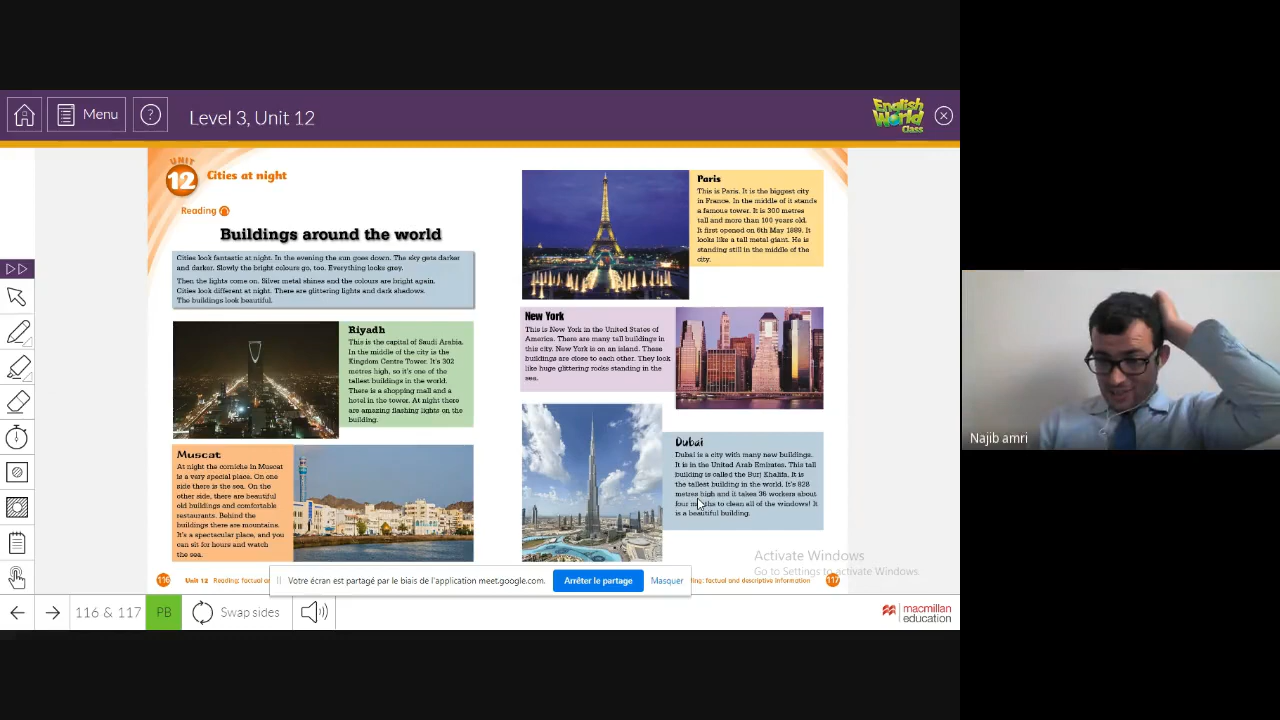 Menu
?
Level 3, Unit 12
English
World
Class
UNIT
12
Cities at night
Reading
Buildings around the world
Cities look fantastic at night. In the evening the sun goes down. The sky gets darker
and darker. Slowly the bright colours go, too. Everything looks grey.
Then the lights come on. Silver metal shines and the colours are bright again.
Cities look different at night. There are glittering lights and dark shadows.
The buildings look beautiful.
Riyadh
This is the capital of Saudi Arabia.
In the middle of the city is the
Kingdom Centre Tower. It's 302
metres high, so it's one of the
tallest buildings in the world.
There is a shopping mall and a
hotel in the tower. At night there
are amazing flashing lights on the
building.
Muscat
At night the corniche in Muscat
is a very special place. On one
side there is the sea. On the
other side, there are beautiful
old buildings and comfortable
restaurants. Behind the
buildings there are mountains.
It's a spectacular place, and you
can sit for hours and watch
the sea.
Paris
This is Paris. It is the biggest city
in France. In the middle of it stands
a famous tower. It is 300 metres
tall and more than 100 years old.
It first opened on 6th May 1889. It
looks like a tall metal giant. He is
standing still in the middle of the
city.
New York
This is New York in the United States of
America. There are many tall buildings in
this city. New York is on an island. These
buildings are close to each other. They look
like huge glittering rocks standing in the
sea.
Dubai
Dubai is a city with many new buildings.
It is in the United Arab Emirates. This tall
building is called the Burj Khalifa. It is
the tallest building in the world. It's 828
metres high and it takes 36 workers about
four months to clean all of the windows! It
is a beautiful building.
116
Unit 12 Reading: factual
Reading: factual and descriptive information
117
Votre écran est partagé par le biais de l'application meet.google.com.
Arrêter le partage
Masquer
Activate Windows
Go to Settings to activate Windows.
116 & 117
PB
Swap sides
macmillan
education
Najib amri